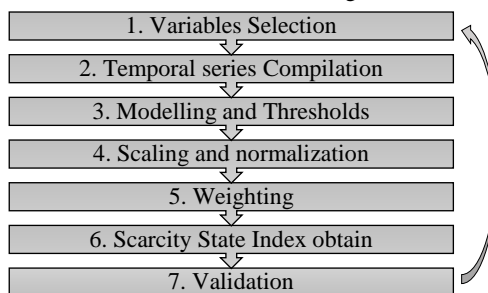 1. Variables Selection
2. Temporal series Compilation
3. Modelling and Thresholds
4. Scaling and normalization
5. Weighting
6. Scarcity State Index obtain
7. Validation